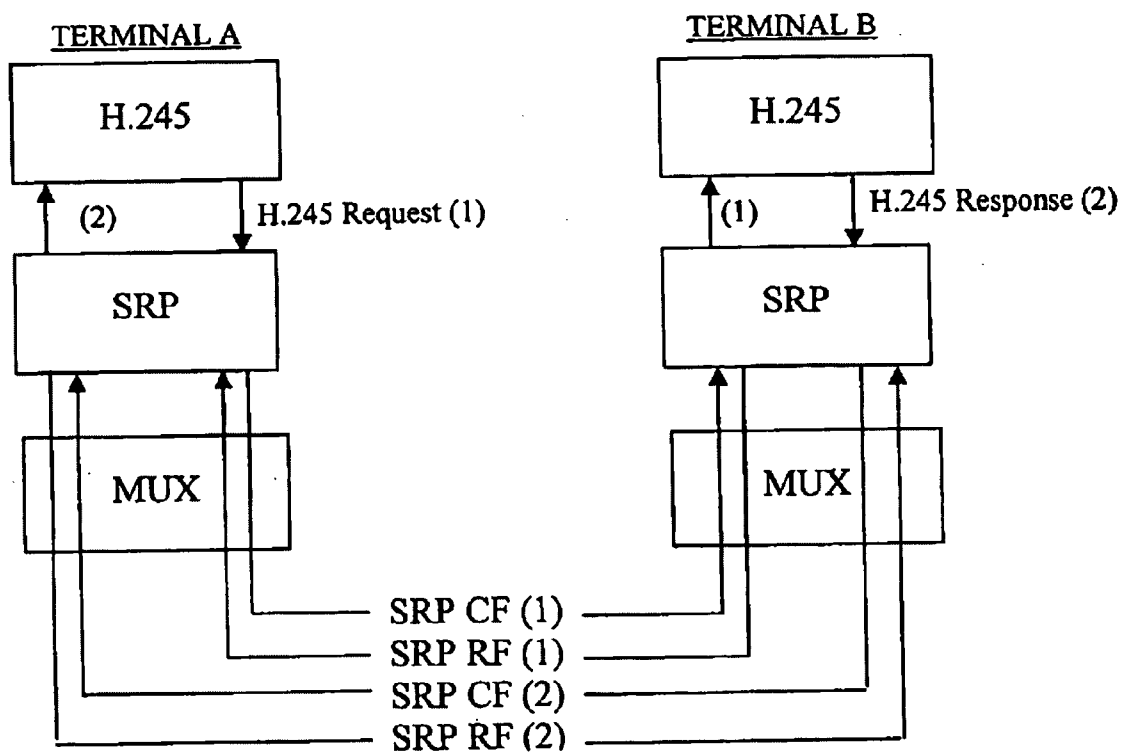 TERMINAL A
TERMINAL B
H.245
H.245
(2)
H.245 Request (1)
(1)
H.245 Response (2)
SRP
SRP
MUX
MUX
SRP CF (1)
SRP RF (1)
SRP CF (2)
SRP RF (2)